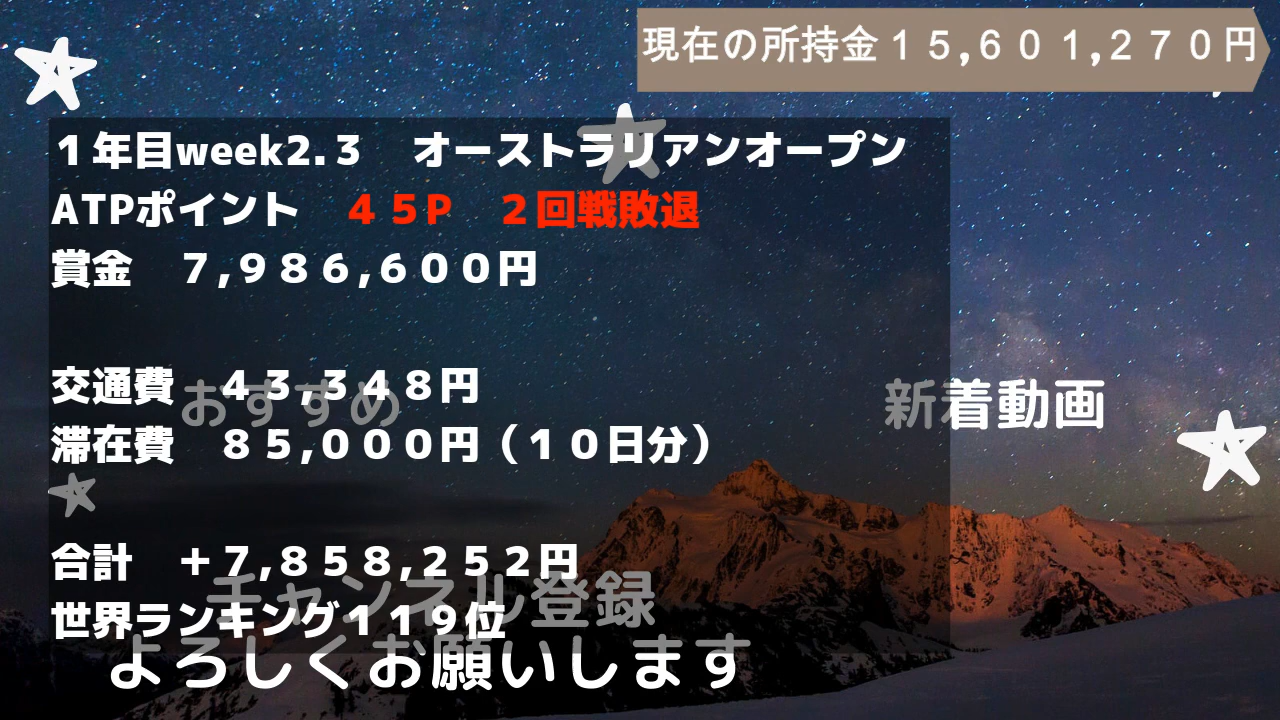 現在の所持金１５,６０１,２７０円
１年目week2.３　オーストラリアンオープン
ATPポイント　４５P　２回戦敗退
賞金　７,９８６,６００円
交通費　４３,３４８円
おすすめ
新着動画
滞在費　８５,０００円（１０日分）
合計　＋７,８５８,２５２円
チャンネル登録
世界ランキング１１９位
よろしくお願いします